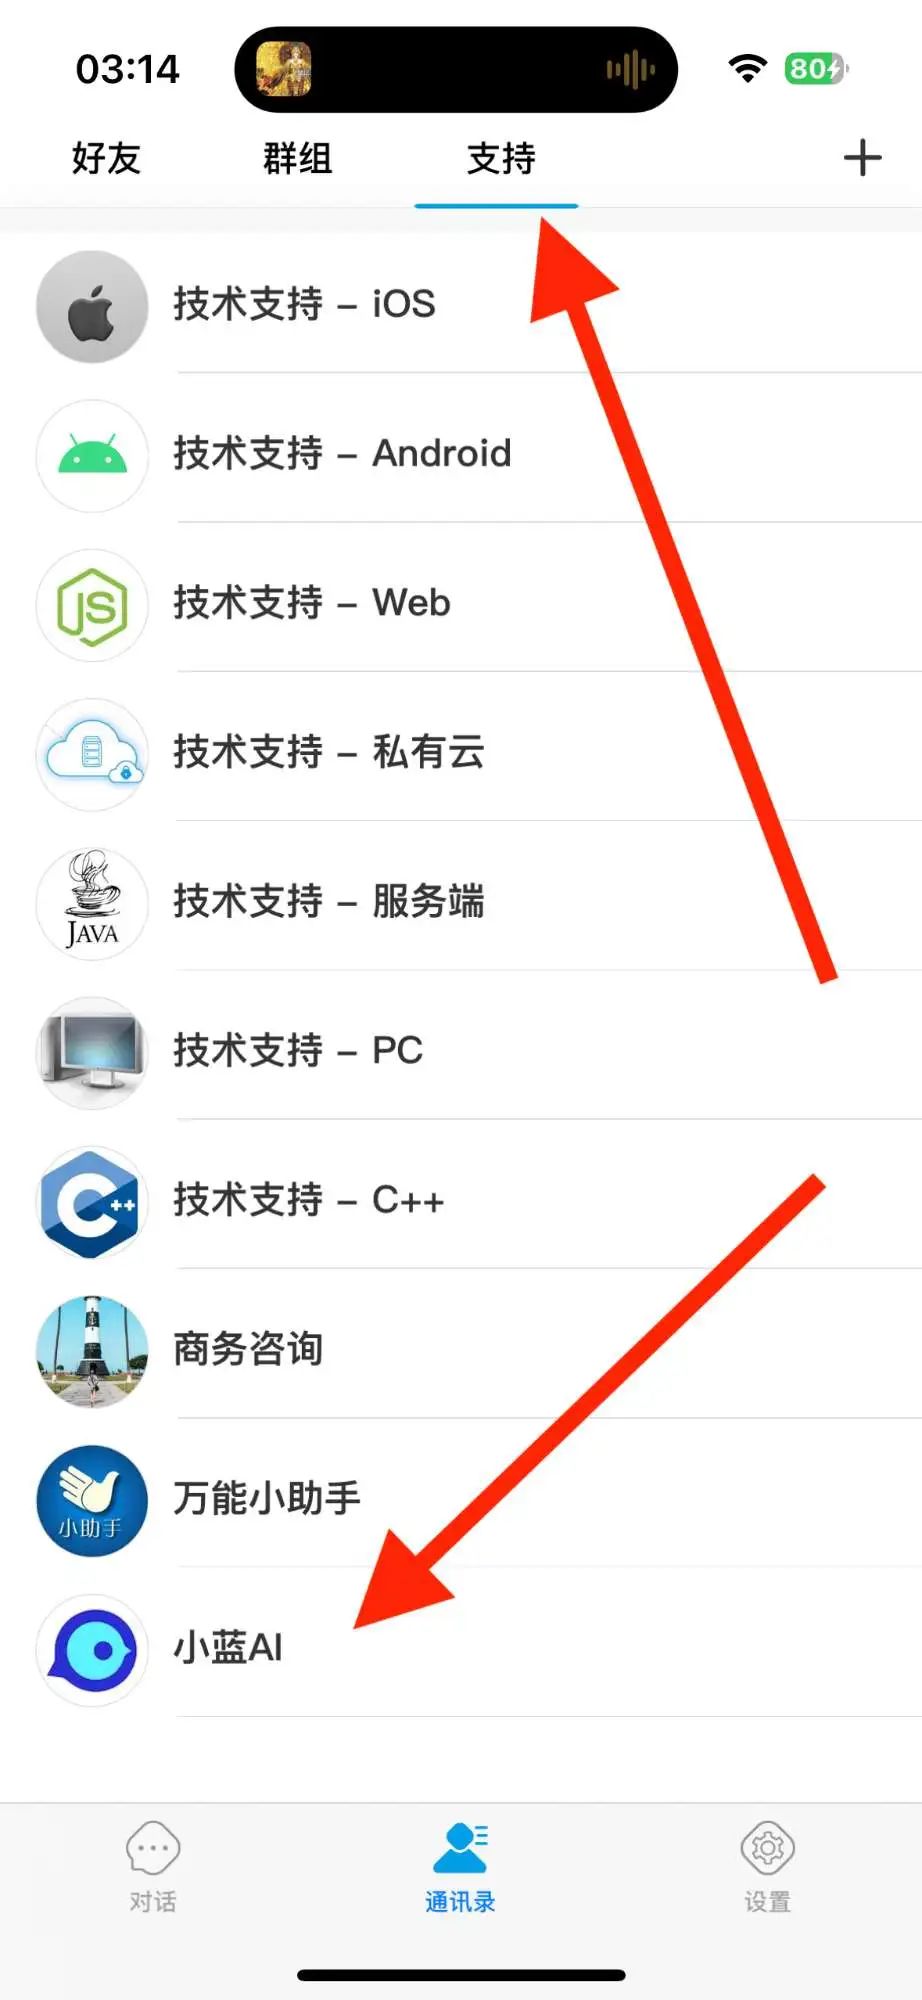 03:14
80
好友 群组 支持
技术支持 – iOS
技术支持 – Android
JS
技术支持 – Web
技术支持 – 私有云
JAVA
技术支持 – 服务端
技术支持 – PC
C++
技术支持 – C++
商务咨询
小助手
万能小助手
小蓝AI
对话 通讯录 设置